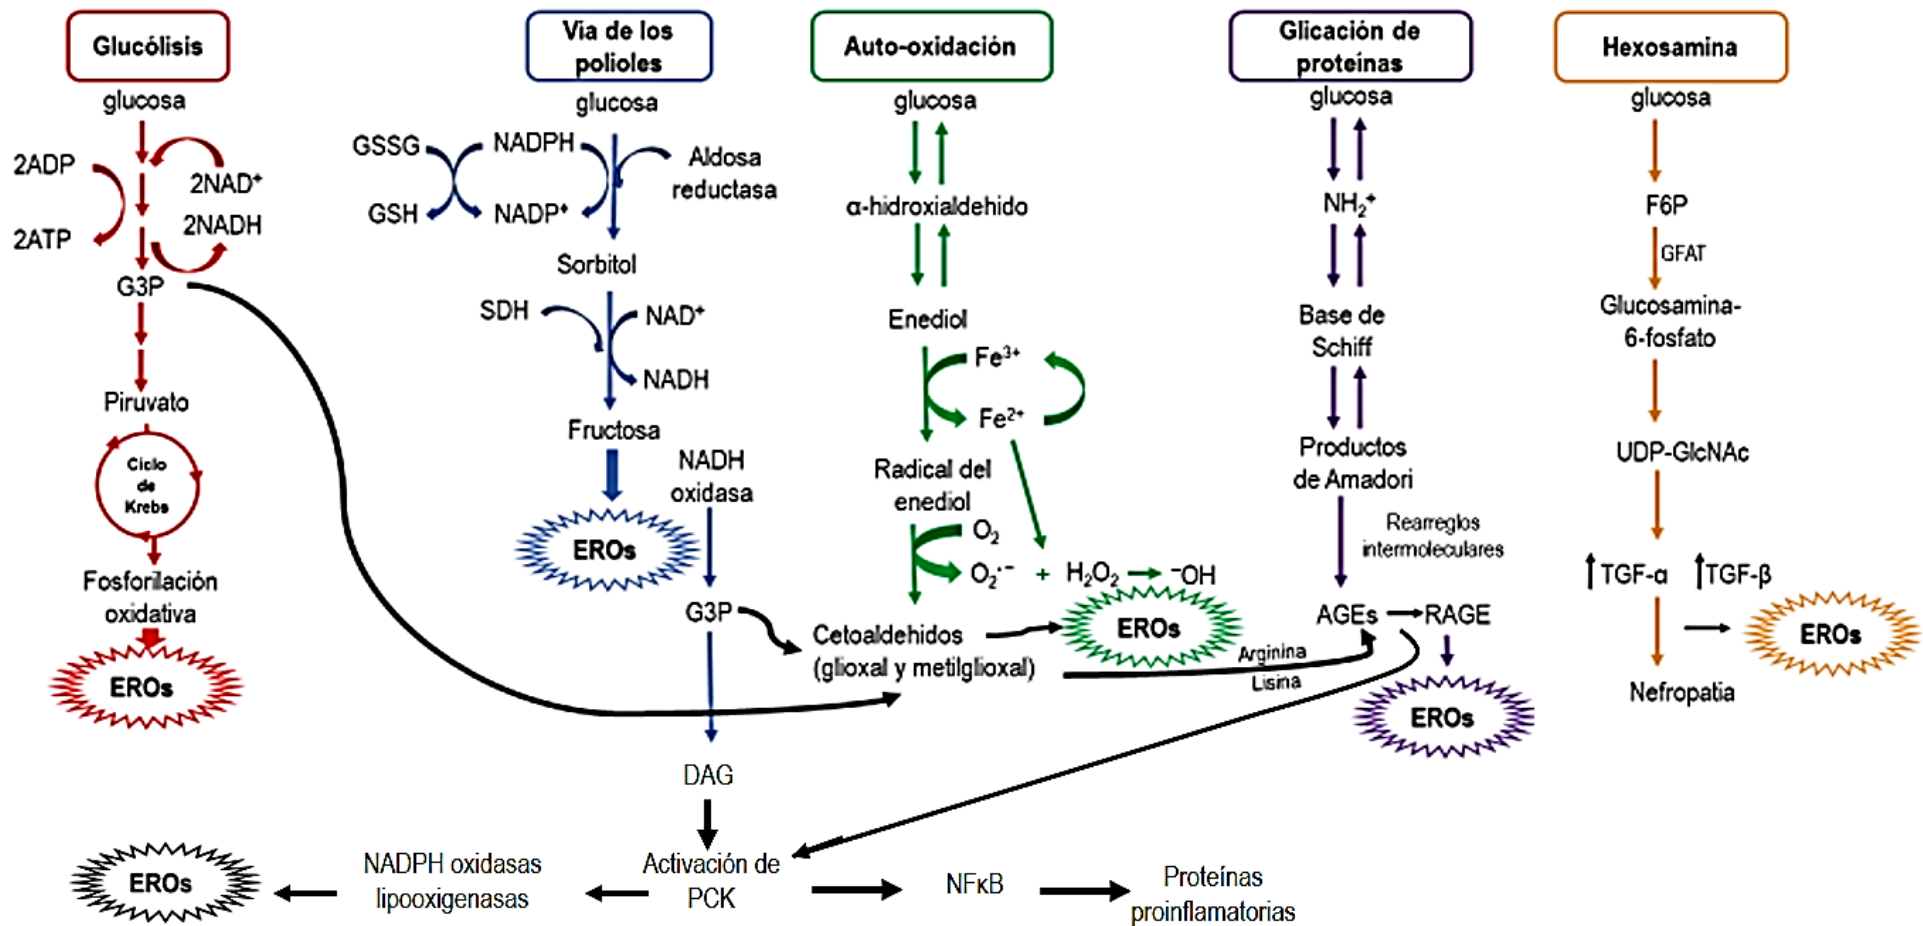 Glucólisis
glucosa
2ADP
2NAD⁺
2NADH
2ATP
G3P
Piruvato
Ciclo
de
Krebs
Fosforilación
oxidativa
EROs
Via de los
polioles
glucosa
GSSG
NADPH
Aldosa
reductasa
GSH
NADP⁺
Sorbitol
SDH
NAD⁺
NADH
Fructosa
NADH
oxidasa
EROs
G3P
DAG
Activación de
PCK
NADPH oxidasas
lipooxigenasas
EROs
NFκB
Proteínas
proinflamatorias
Auto-oxidación
glucosa
α-hidroxialdehido
Enediol
Fe³⁺
Fe²⁺
Radical del
enediol
O₂
O₂˙⁻ + H₂O₂ ⁻OH
EROs
Cetoaldehidos
(glioxal y metilglioxal)
Arginina
Lisina
Glicación de
proteínas
glucosa
NH₂⁺
Base de
Schiff
Productos
de Amadori
Rearreglos
intermoleculares
AGEs
RAGE
EROs
Hexosamina
glucosa
F6P
GFAT
Glucosamina-
6-fosfato
UDP-GlcNAc
TGF-α
TGF-β
EROs
Nefropatia